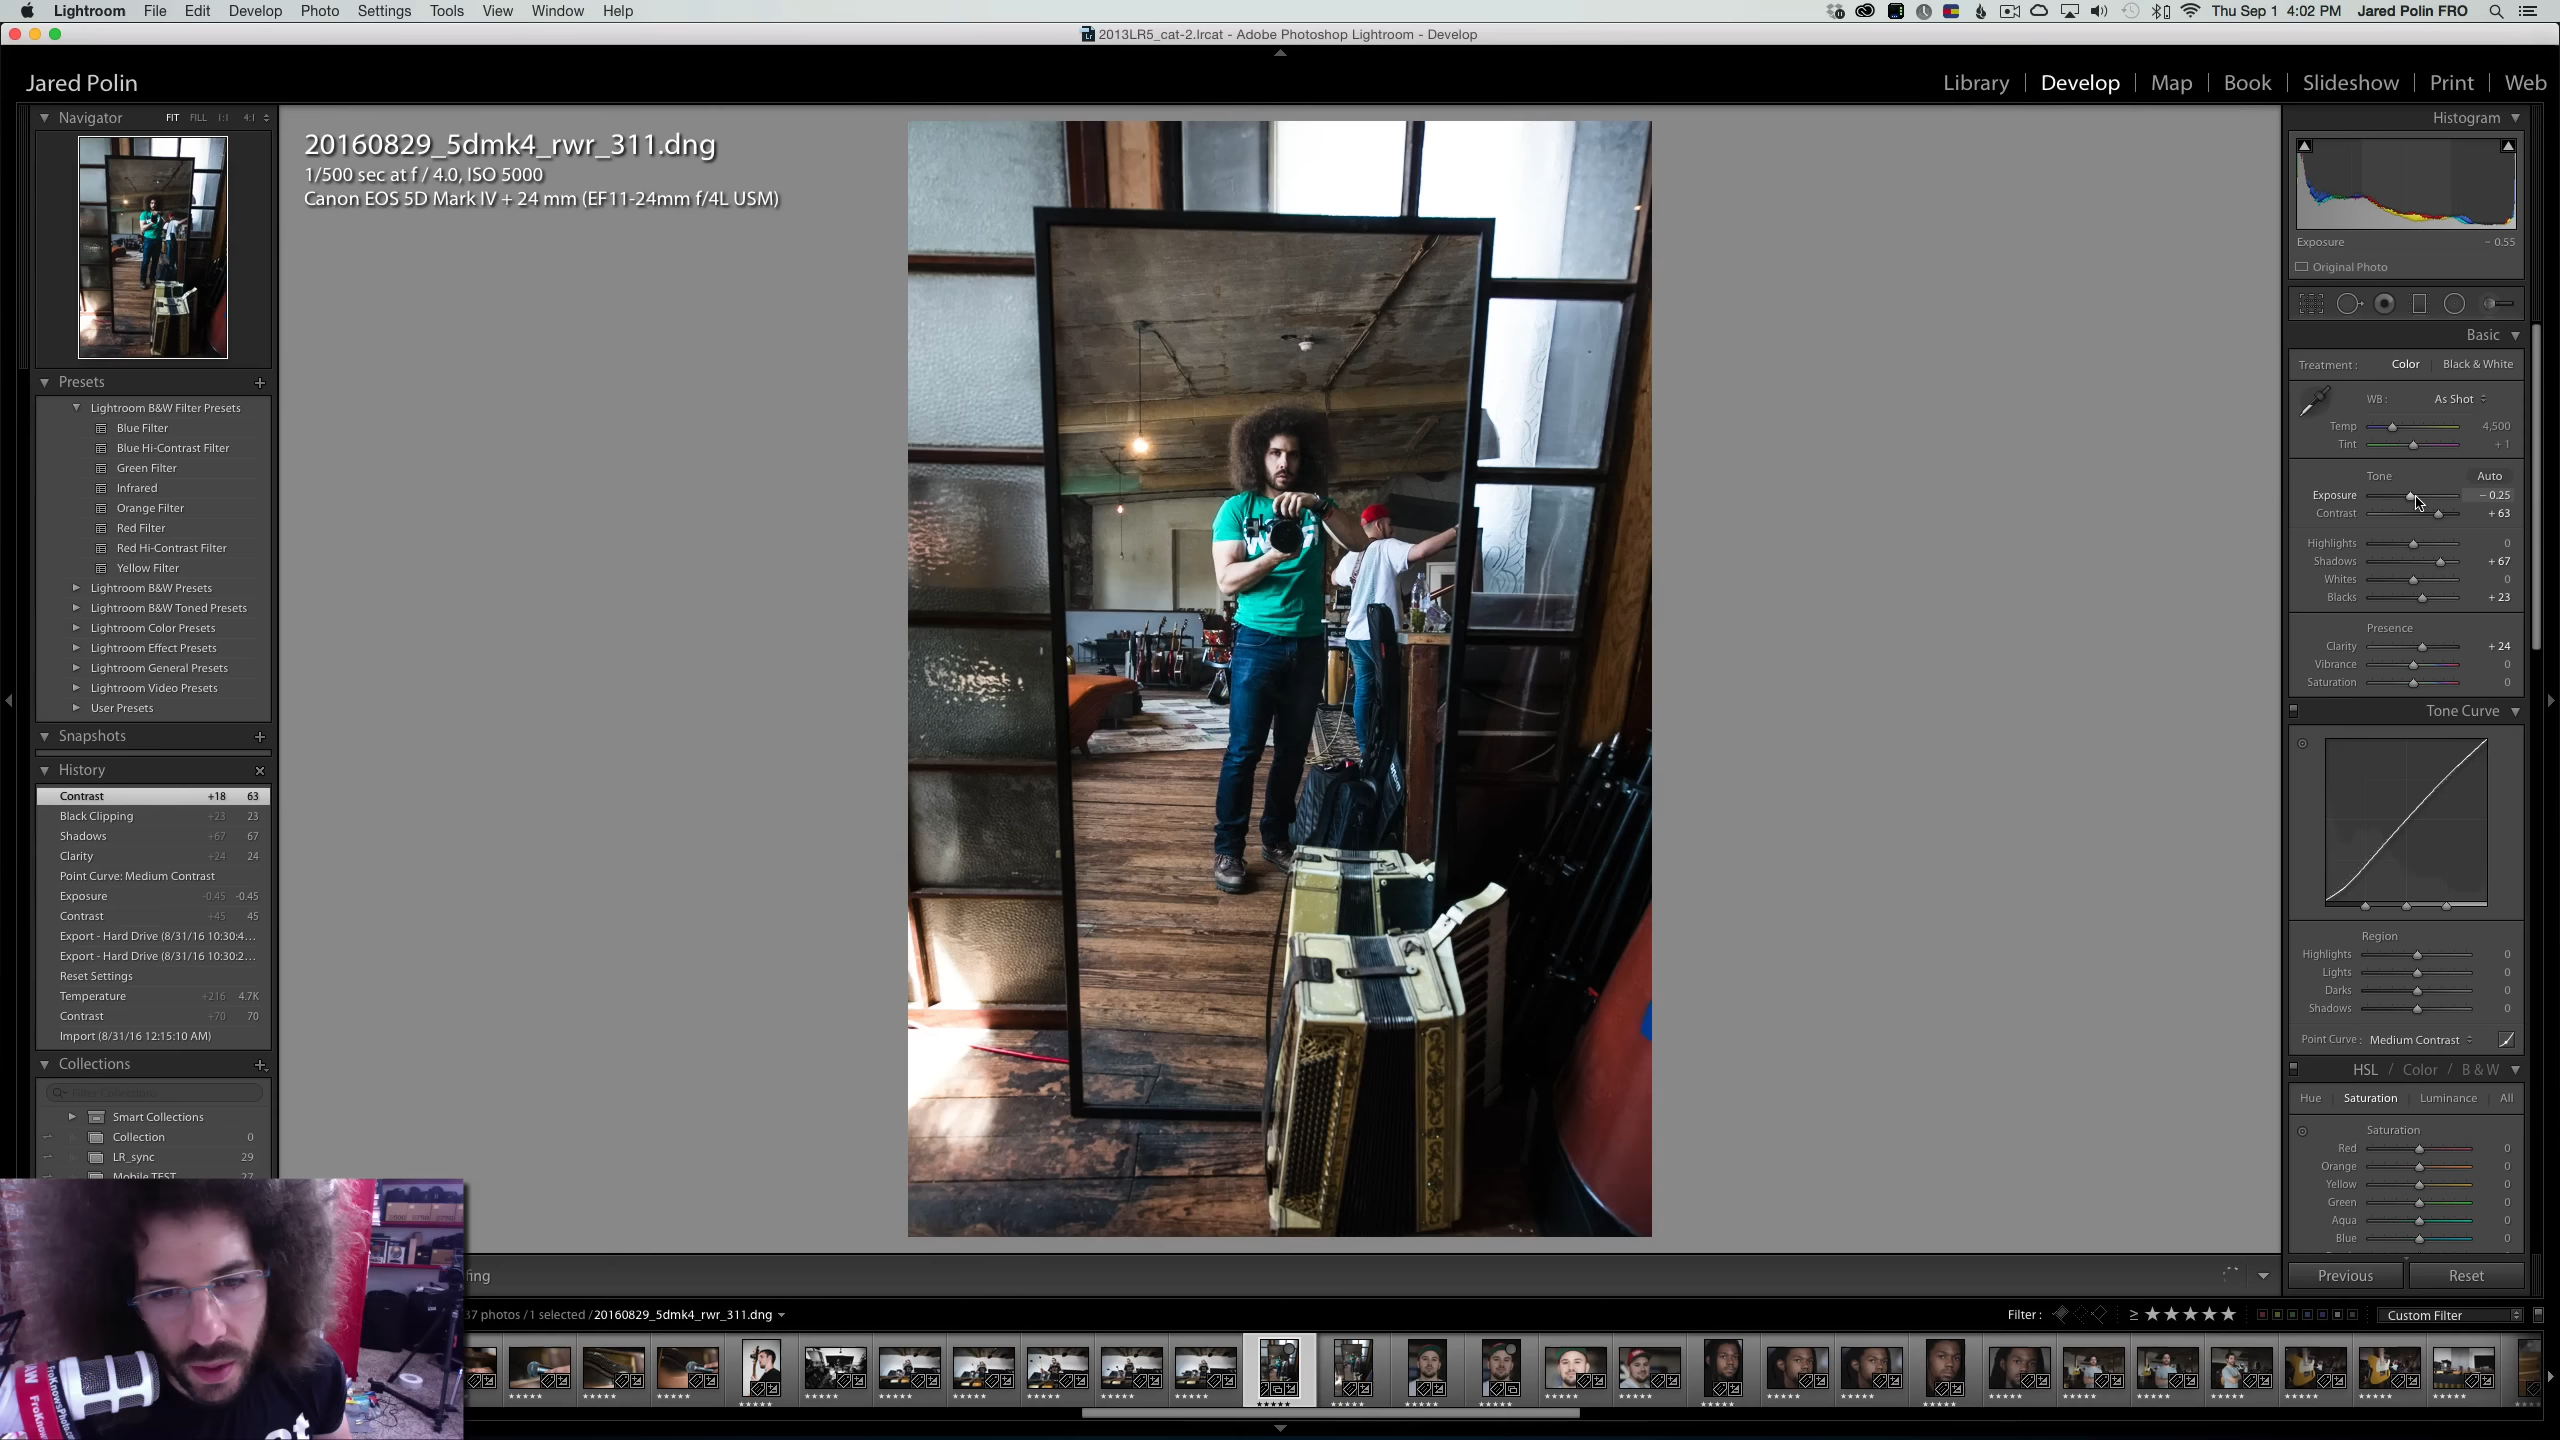 Lightroom File Edit Develop Photo Settings Tools View Window Help
Thu Sep 1 4:02 PM Jared Polin FRO
2013LR5_cat-2.lrcat - Adobe Photoshop Lightroom - Develop
Jared Polin
Library | Develop | Map | Book | Slideshow | Print | Web
Navigator FIT FILL 1:1 4:1
Presets
Lightroom B&W Filter Presets
Blue Filter
Blue Hi-Contrast Filter
Green Filter
Infrared
Orange Filter
Red Filter
Red Hi-Contrast Filter
Yellow Filter
Lightroom B&W Presets
Lightroom B&W Toned Presets
Lightroom Color Presets
Lightroom Effect Presets
Lightroom General Presets
Lightroom Video Presets
User Presets
Snapshots
History
Contrast +18 63
Black Clipping +23 23
Shadows +67 67
Clarity +24 24
Point Curve: Medium Contrast
Exposure -0.45 -0.45
Contrast +45 45
Export - Hard Drive (8/31/16 10:30:4...
Export - Hard Drive (8/31/16 10:30:2...
Reset Settings
Temperature +216 4.7K
Contrast +70 70
Import (8/31/16 12:15:10 AM)
Collections
Filter Collections
Smart Collections
Collection 0
LR_sync 29
Mobile TEST 27
20160829_5dmk4_rwr_311.dng
1/500 sec at f / 4.0, ISO 5000
Canon EOS 5D Mark IV + 24 mm (EF11-24mm f/4L USM)
Histogram
Exposure - 0.55
Original Photo
Basic
Treatment : Color | Black & White
WB : As Shot
Temp 4,500
Tint + 1
Tone Auto
Exposure - 0.25
Contrast + 63
Highlights 0
Shadows + 67
Whites 0
Blacks + 23
Presence
Clarity + 24
Vibrance 0
Saturation 0
Tone Curve
Region
Highlights 0
Lights 0
Darks 0
Shadows 0
Point Curve : Medium Contrast
HSL / Color / B & W
Hue | Saturation | Luminance | All
Saturation
Red 0
Orange 0
Yellow 0
Green 0
Aqua 0
Blue 0
Previous Reset
37 photos / 1 selected / 20160829_5dmk4_rwr_311.dng
Filter : ≥ ★★★★★ Custom Filter
FroKnowsPhoto